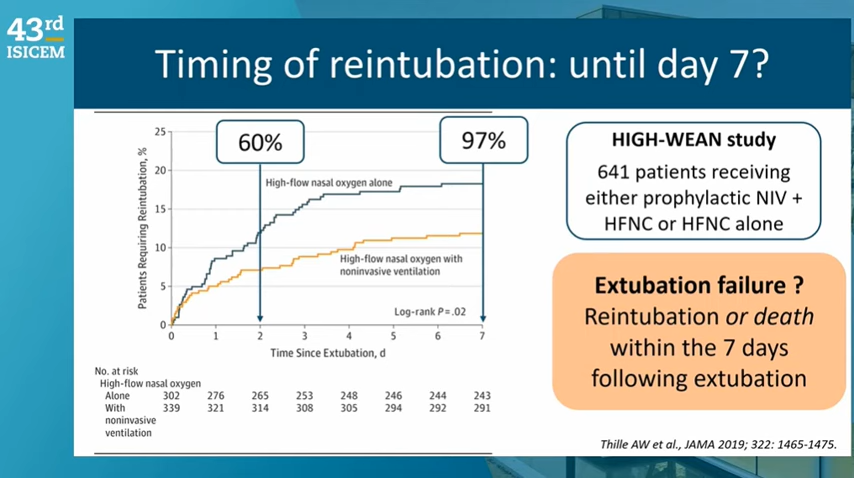 43rd
ISICEM
Timing of reintubation: until day 7?
60%
97%
25
20
15
10
5
0
Patients Requiring Reintubation, %
High-flow nasal oxygen alone
High-flow nasal oxygen with
noninvasive ventilation
Log-rank P=.02
0 1 2 3 4 5 6 7
Time Since Extubation, d
No. at risk
High-flow nasal oxygen
Alone 302 276 265 253 248 246 244 243
With 339 321 314 308 305 294 292 291
noninvasive
ventilation
HIGH-WEAN study
641 patients receiving
either prophylactic NIV +
HFNC or HFNC alone
Extubation failure ?
Reintubation or death
within the 7 days
following extubation
Thille AW et al., JAMA 2019; 322: 1465-1475.